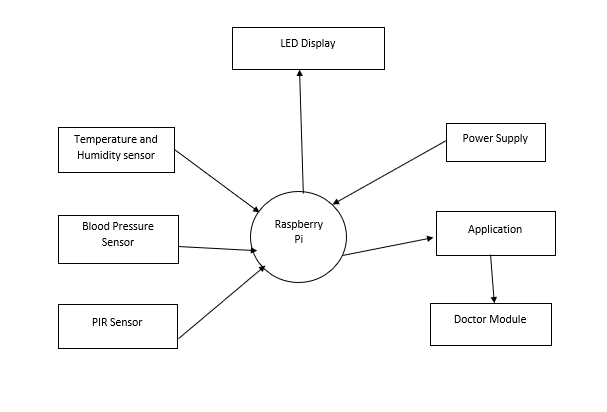 LED Display
Temperature and
Humidity sensor
Power Supply
Blood Pressure
Sensor
Raspberry
Pi
Application
PIR Sensor
Doctor Module